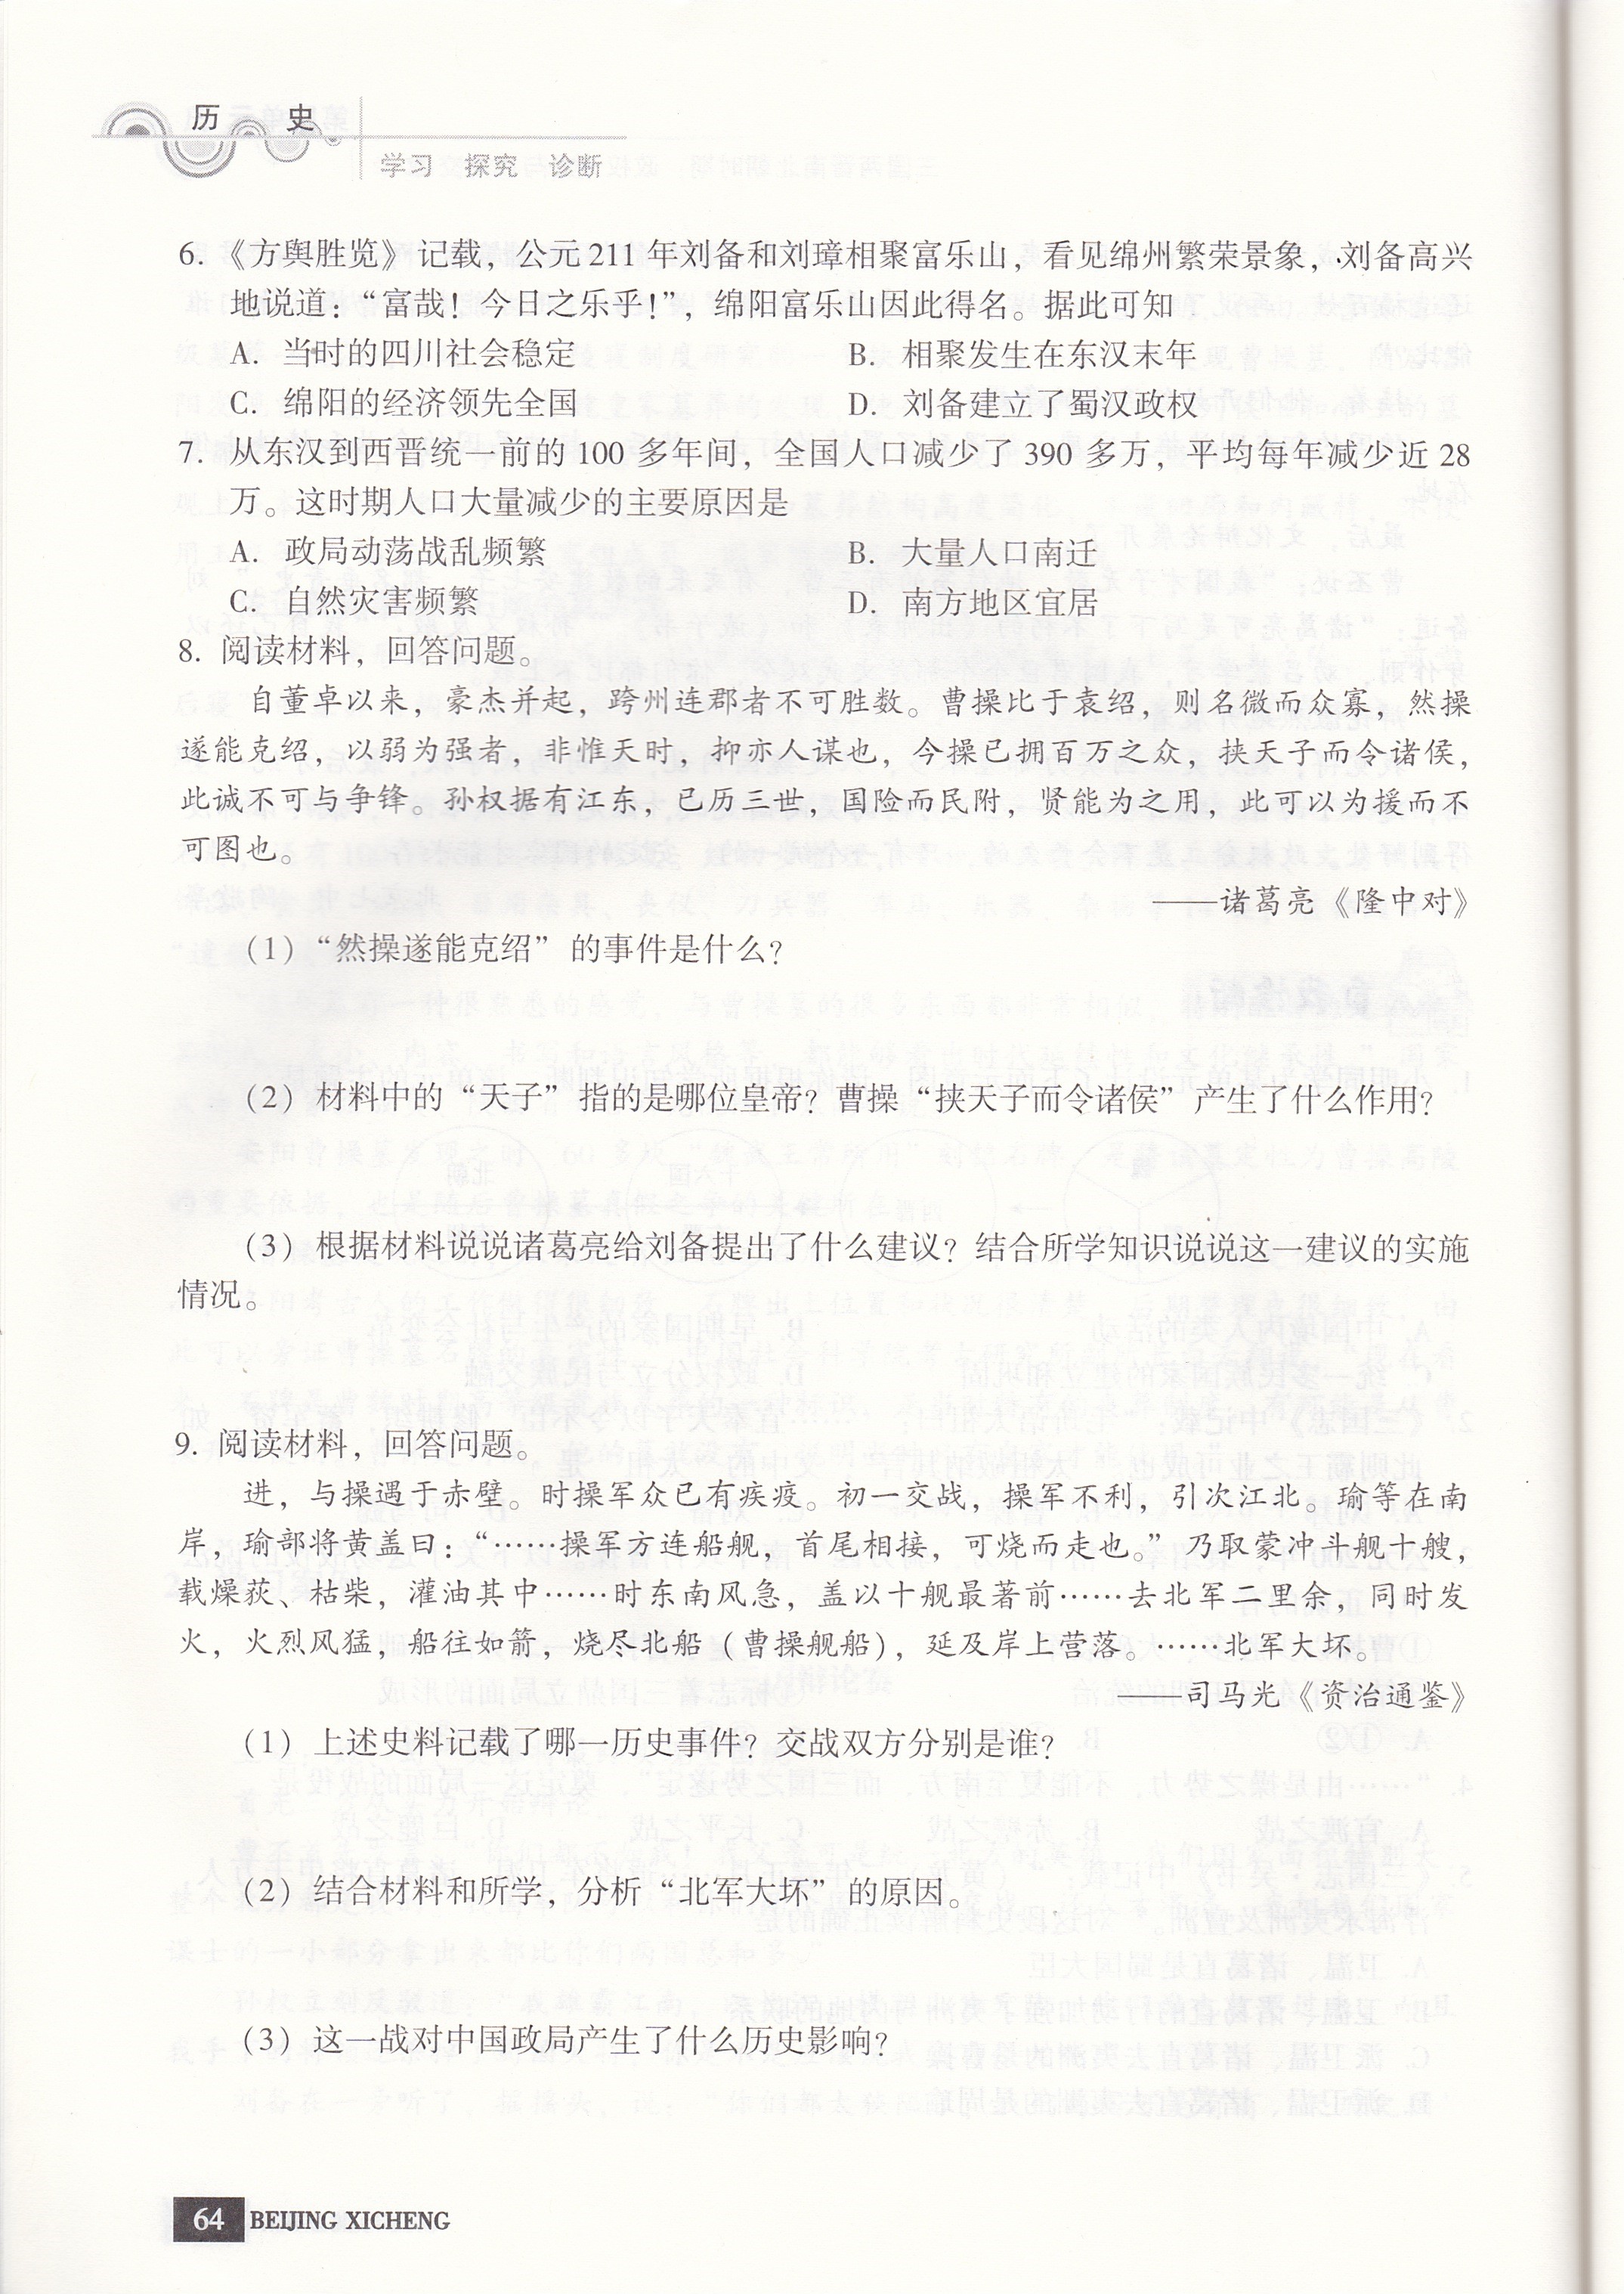 历 史
学习 探究 诊断
6. 《方舆胜览》记载，公元211年刘备和刘璋相聚富乐山，看见绵州繁荣景象，刘备高兴
地说道：“富哉！今日之乐乎！”，绵阳富乐山因此得名。据此可知
A. 当时的四川社会稳定 B. 相聚发生在东汉末年
C. 绵阳的经济领先全国 D. 刘备建立了蜀汉政权
7. 从东汉到西晋统一前的100多年间，全国人口减少了390多万，平均每年减少近28
万。这时期人口大量减少的主要原因是
A. 政局动荡战乱频繁 B. 大量人口南迁
C. 自然灾害频繁 D. 南方地区宜居
8. 阅读材料，回答问题。
自董卓以来，豪杰并起，跨州连郡者不可胜数。曹操比于袁绍，则名微而众寡，然操
遂能克绍，以弱为强者，非惟天时，抑亦人谋也，今操已拥百万之众，挟天子而令诸侯，
此诚不可与争锋。孙权据有江东，已历三世，国险而民附，贤能为之用，此可以为援而不
可图也。
——诸葛亮《隆中对》
（1）“然操遂能克绍”的事件是什么？
（2）材料中的“天子”指的是哪位皇帝？曹操“挟天子而令诸侯”产生了什么作用？
（3）根据材料说说诸葛亮给刘备提出了什么建议？结合所学知识说说这一建议的实施
情况。
9. 阅读材料，回答问题。
进，与操遇于赤壁。时操军众已有疾疫。初一交战，操军不利，引次江北。瑜等在南
岸，瑜部将黄盖曰：“……操军方连船舰，首尾相接，可烧而走也。”乃取蒙冲斗舰十艘，
载燥荻、枯柴，灌油其中……时东南风急，盖以十舰最著前……去北军二里余，同时发
火，火烈风猛，船往如箭，烧尽北船（曹操舰船），延及岸上营落。……北军大坏。
——司马光《资治通鉴》
（1）上述史料记载了哪一历史事件？交战双方分别是谁？
（2）结合材料和所学，分析“北军大坏”的原因。
（3）这一战对中国政局产生了什么历史影响？
64 BEIJING XICHENG